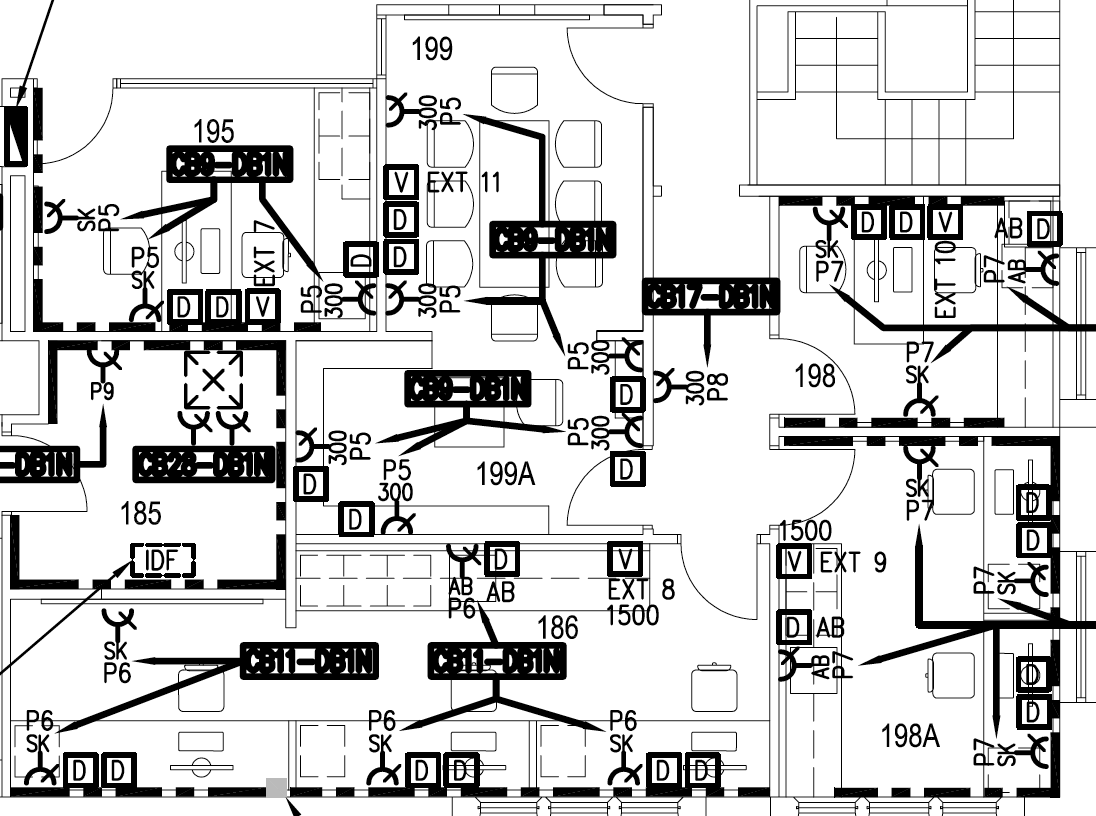 199
300
P5
195
CB9-DB1N
V EXT 11
D
D
SK
P5
P5
SK
D
D
V
EXT 7
D
P5
300
300
P5
CB9-DB1N
CB17-DB1N
300
P8
SK
P7
D
D
V
EXT 10
AB D
P7
AB
P7
SK
198
P9
-DB1N
CB28-DB1N
185
IDF
CB9-DB1N
P5
300
D
P5
300
D
300
P5
D
P5
300
D
199A
AB
P6
D
AB
V
EXT 8
1500
186
1500
V EXT 9
D AB
AB
P7
SK
P7
D
D
P7
SK
D
D
P7
SK
198A
SK
P6
CB11-DB1N
CB11-DB1N
P6
SK
D
D
P6
SK
D
D
P6
SK
D
D